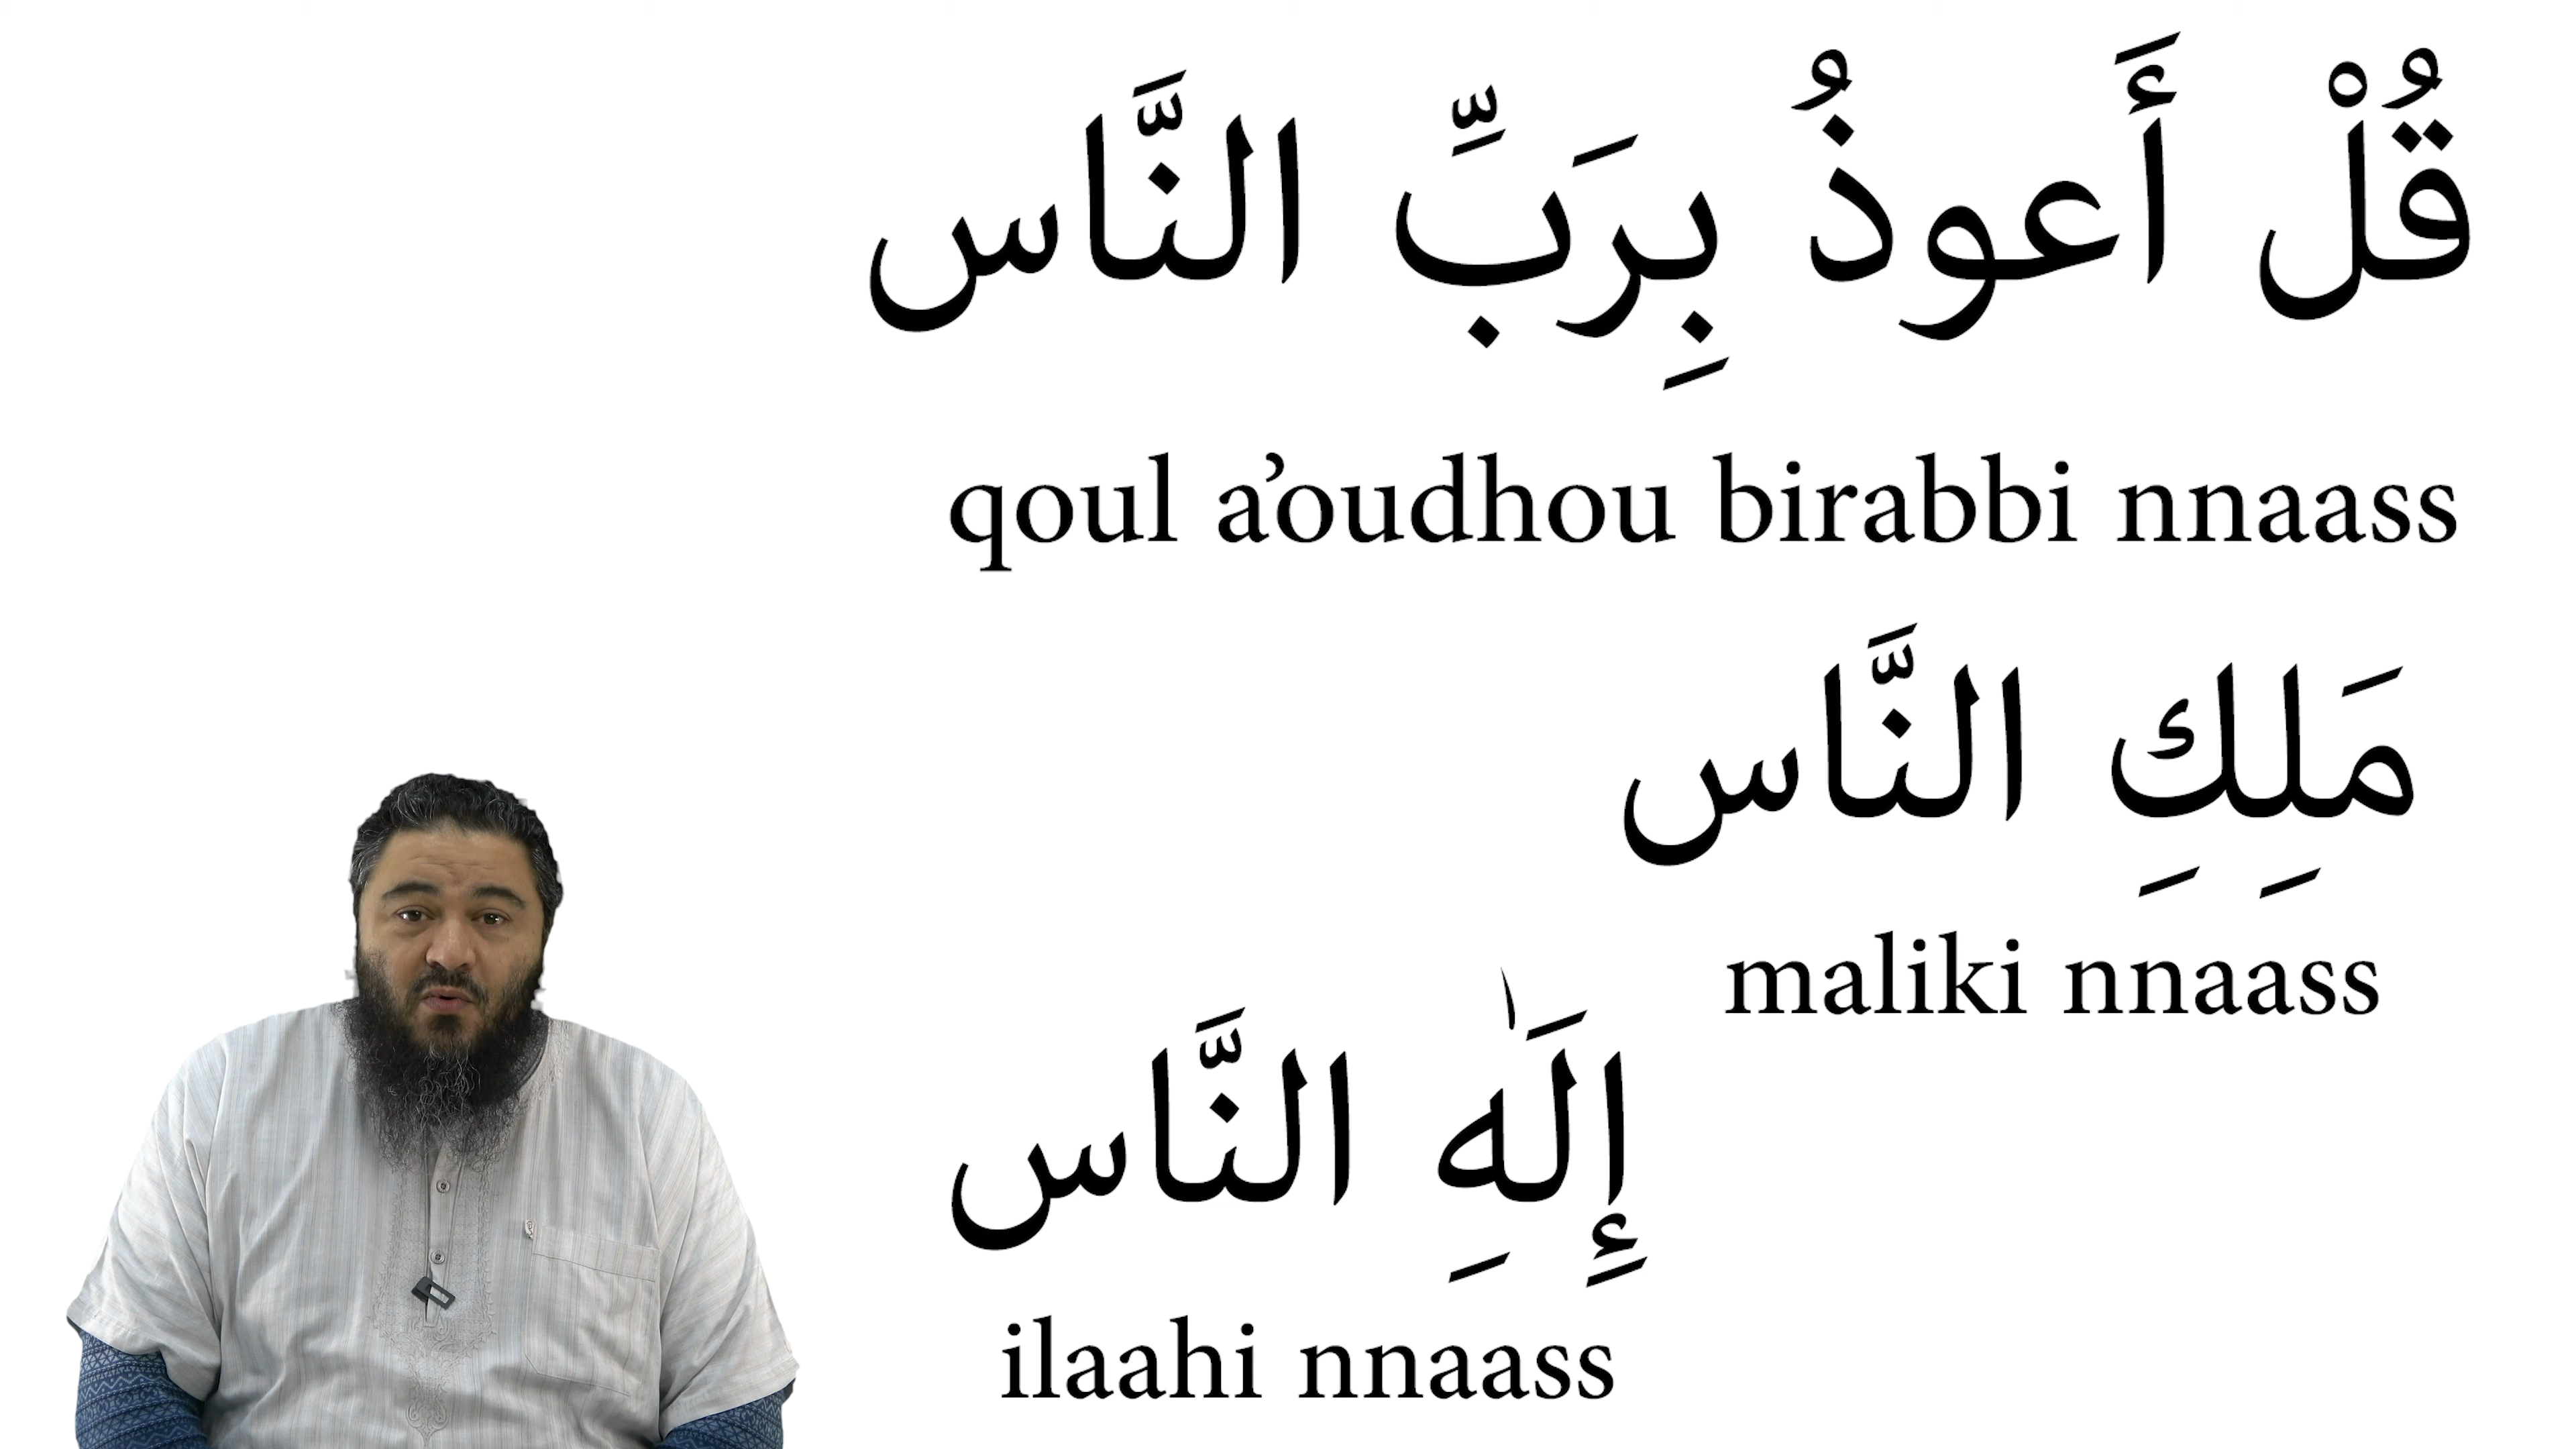 قُلْ أَعوذُ بِرَبِّ النَّاس
qoul a’oudhou birabbi nnaass
مَلِكِ النَّاس
maliki nnaass
إِلَٰهِ النَّاس
ilaahi nnaass